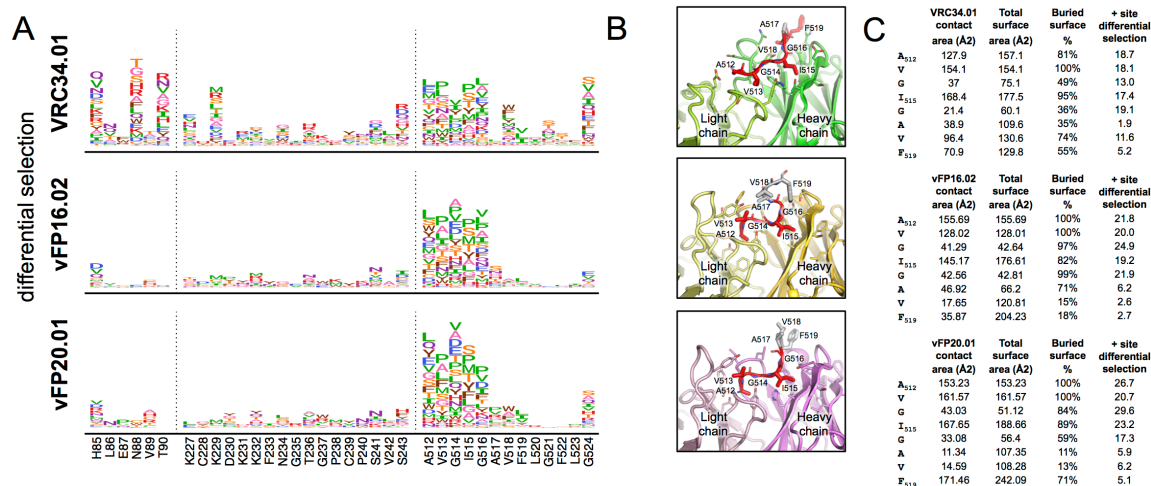 A
differential selection
VRC34.01
vFP16.02
vFP20.01
H85 L86 E87 N88 V89 T90 K227 C228 K229 D230 K231 K232 F233 N234 G235 T236 G237 P238 C239 P240 S241 V242 S243 A512 V513 G514 I515 G516 A517 V518 F519 L520 G521 F522 L523 G524
B
A517
F519
V518
G516
A512
G514
I515
V513
Light chain
Heavy chain
V518
F519
A517
G516
V513
A512
G514
I515
Light chain
Heavy chain
V518
A517
F519
G516
V513
A512
G514
I515
Light chain
Heavy chain
C
VRC34.01 contact area (Å2) Total surface area (Å2) Buried surface % + site differential selection
A512 127.9 157.1 81% 18.7
V 154.1 154.1 100% 18.1
G 37 75.1 49% 13.0
I515 168.4 177.5 95% 17.4
G 21.4 60.1 36% 19.1
A 38.9 109.6 35% 1.9
V 96.4 130.6 74% 11.6
F519 70.9 129.8 55% 5.2
vFP16.02 contact area (Å2) Total surface area (Å2) Buried surface % + site differential selection
A512 155.69 155.69 100% 21.8
V 128.02 128.01 100% 20.0
G 41.29 42.64 97% 24.9
I515 145.17 176.61 82% 19.2
G 42.56 42.81 99% 21.9
A 46.92 66.2 71% 6.2
V 17.65 120.81 15% 2.6
F519 35.87 204.23 18% 2.7
vFP20.01 contact area (Å2) Total surface area (Å2) Buried surface % + site differential selection
A512 153.23 153.23 100% 26.7
V 161.57 161.57 100% 20.7
G 43.03 51.12 84% 29.6
I515 167.65 188.66 89% 23.2
G 33.08 56.4 59% 17.3
A 11.34 107.35 11% 5.9
V 14.59 108.28 13% 6.2
F519 171.46 242.09 71% 5.1